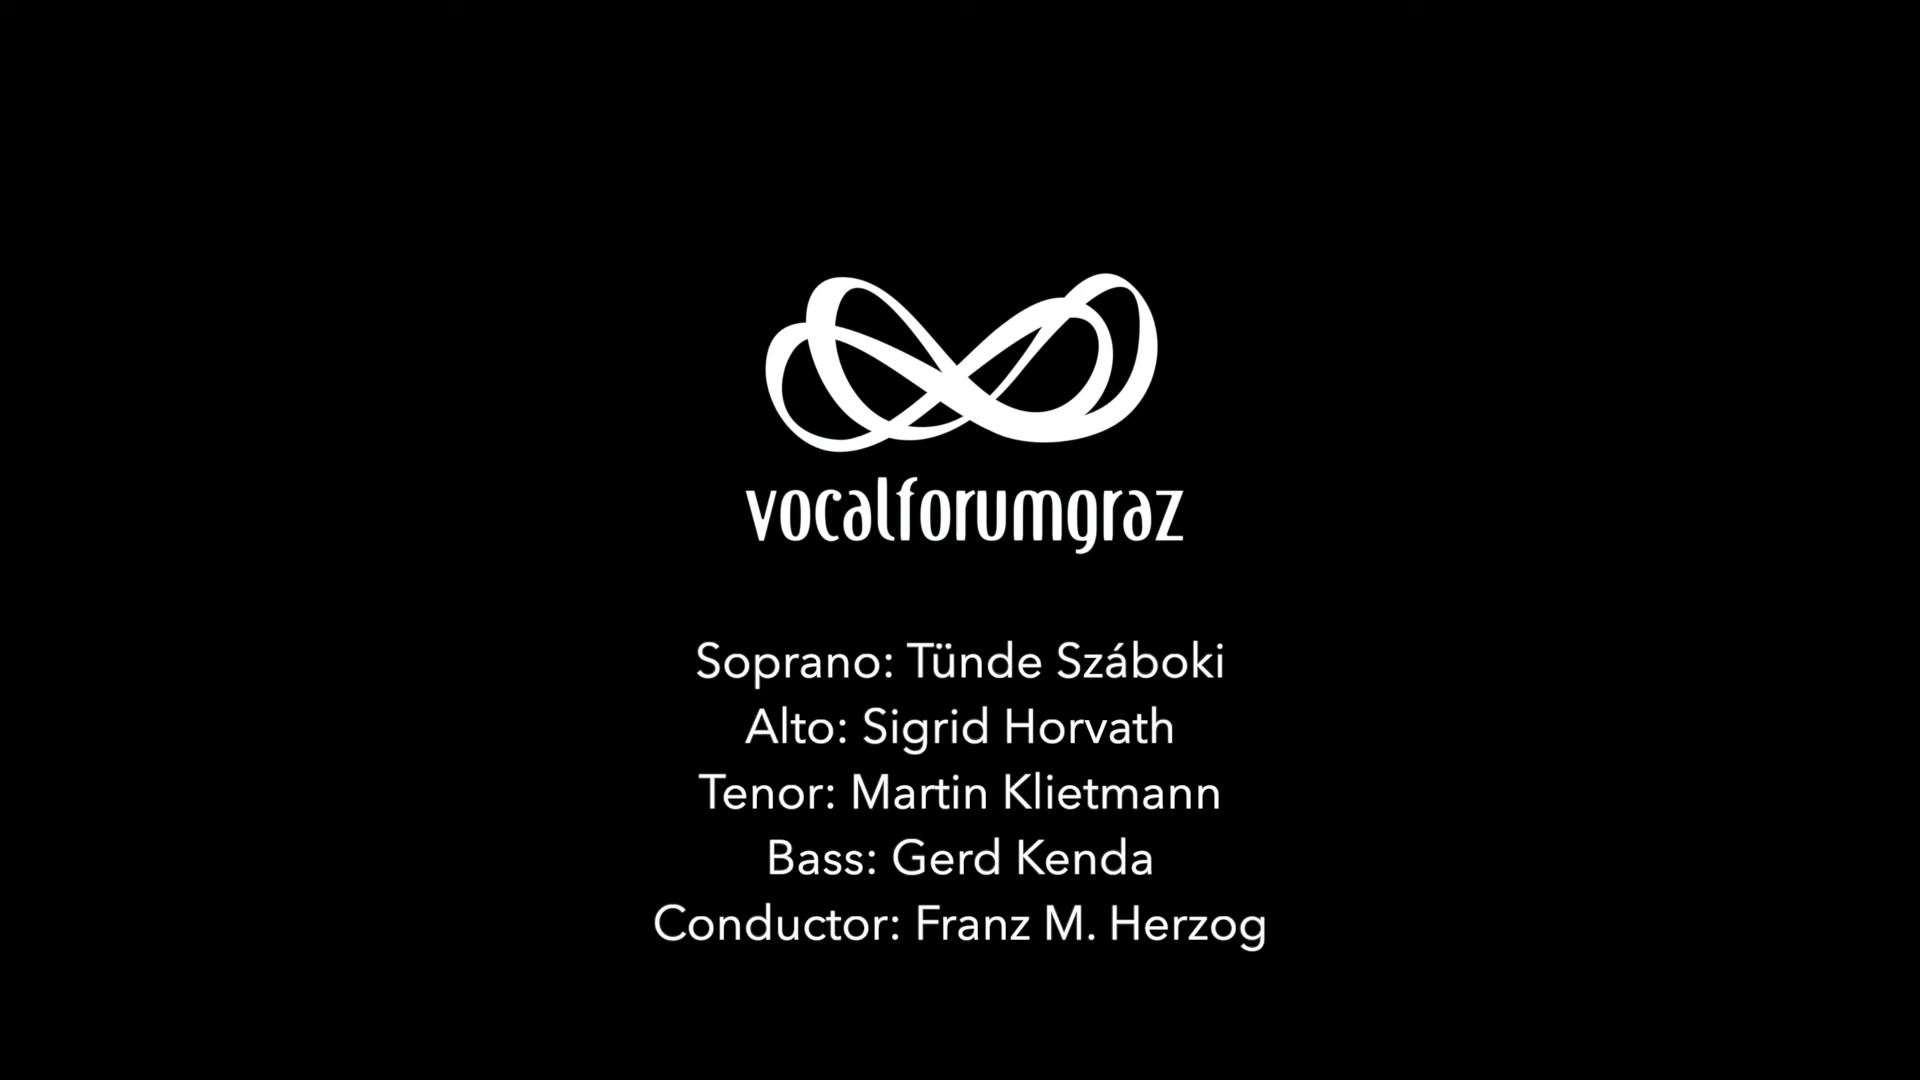 vocalforumgraz
Soprano: Tünde Száboki
Alto: Sigrid Horvath
Tenor: Martin Klietmann
Bass: Gerd Kenda
Conductor: Franz M. Herzog